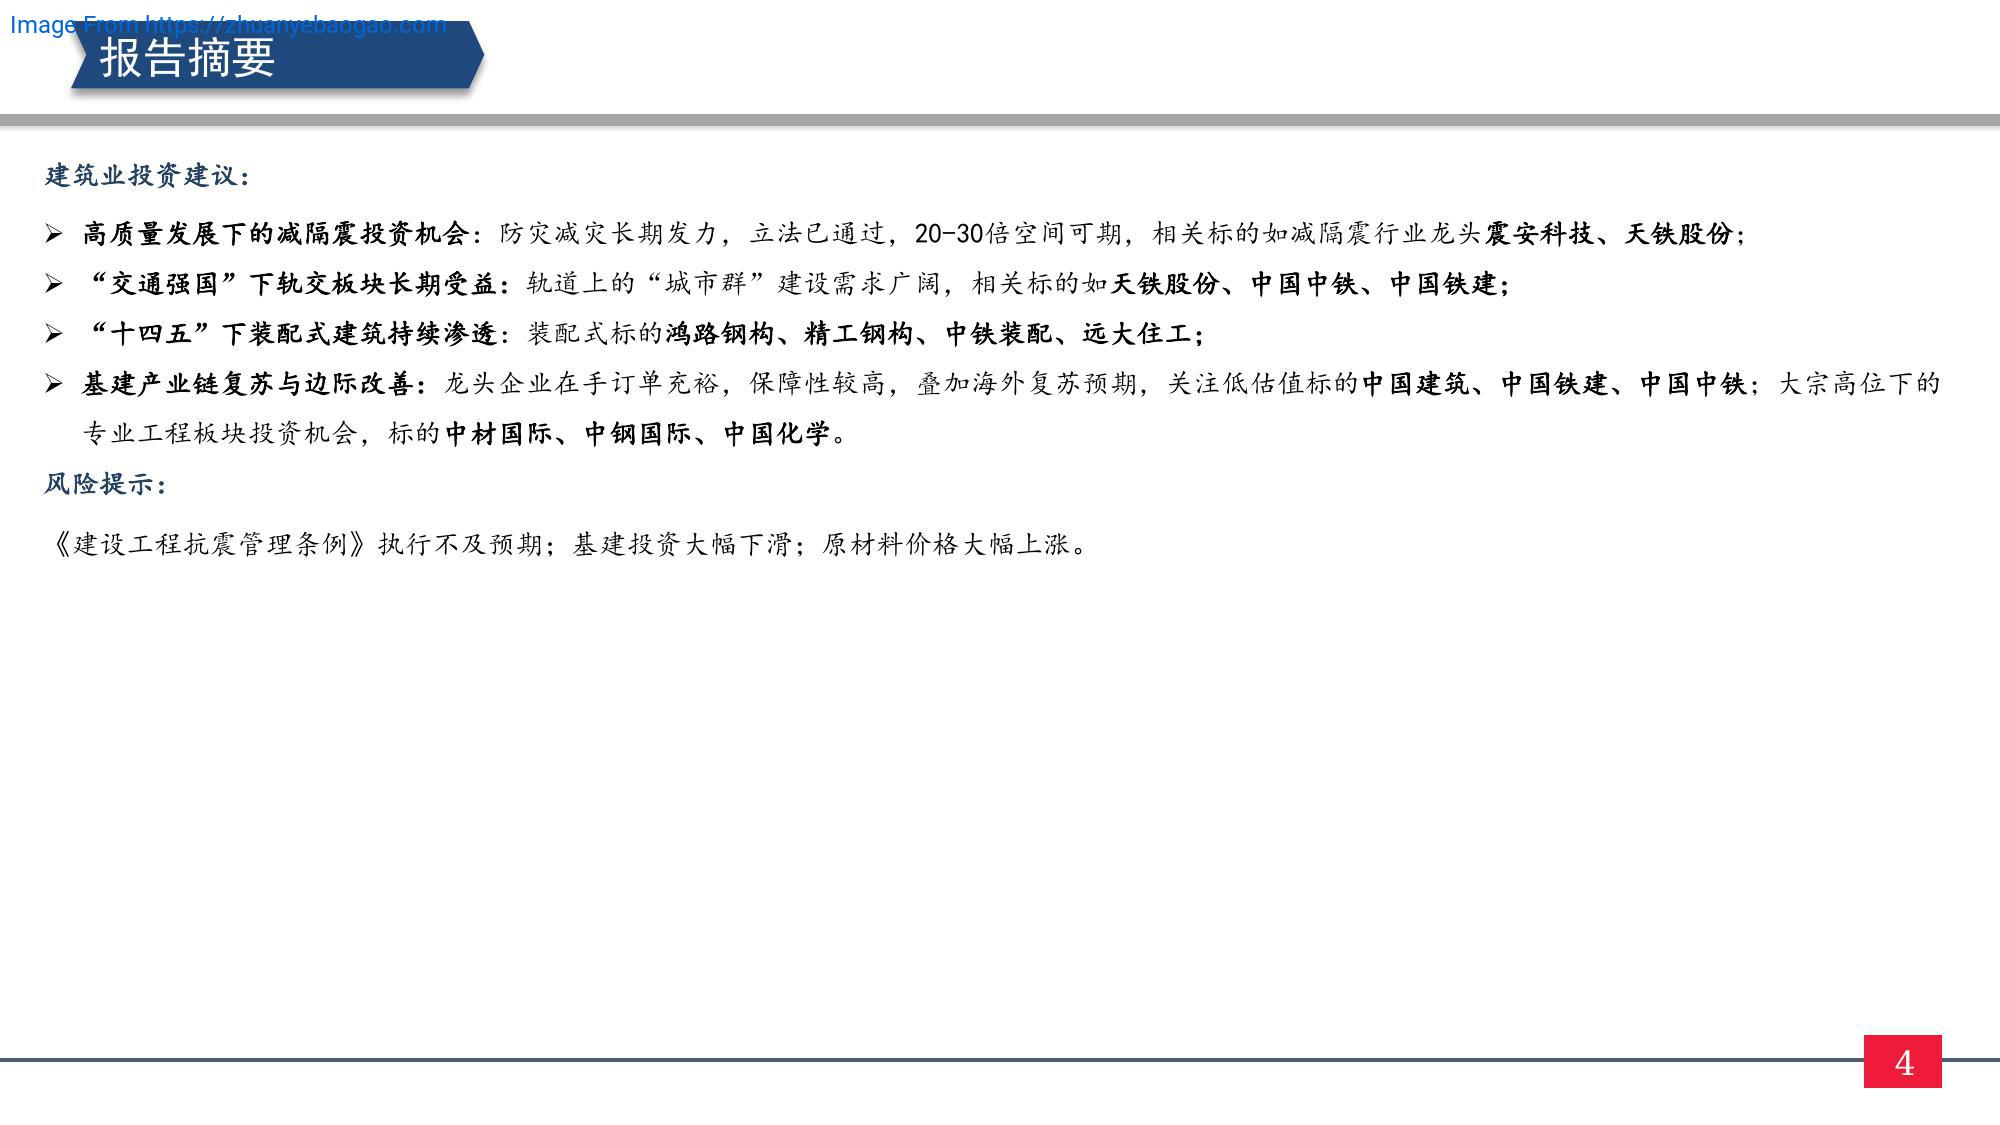 Image From https://zhuanyebaogao.com
报告摘要
建筑业投资建议：
➢ 高质量发展下的减隔震投资机会：防灾减灾长期发力，立法已通过，20-30倍空间可期，相关标的如减隔震行业龙头震安科技、天铁股份；
➢ “交通强国”下轨交板块长期受益：轨道上的“城市群”建设需求广阔，相关标的如天铁股份、中国中铁、中国铁建；
➢ “十四五”下装配式建筑持续渗透：装配式标的鸿路钢构、精工钢构、中铁装配、远大住工；
➢ 基建产业链复苏与边际改善：龙头企业在手订单充裕，保障性较高，叠加海外复苏预期，关注低估值标的中国建筑、中国铁建、中国中铁；大宗高位下的
专业工程板块投资机会，标的中材国际、中钢国际、中国化学。
风险提示：
《建设工程抗震管理条例》执行不及预期；基建投资大幅下滑；原材料价格大幅上涨。
4